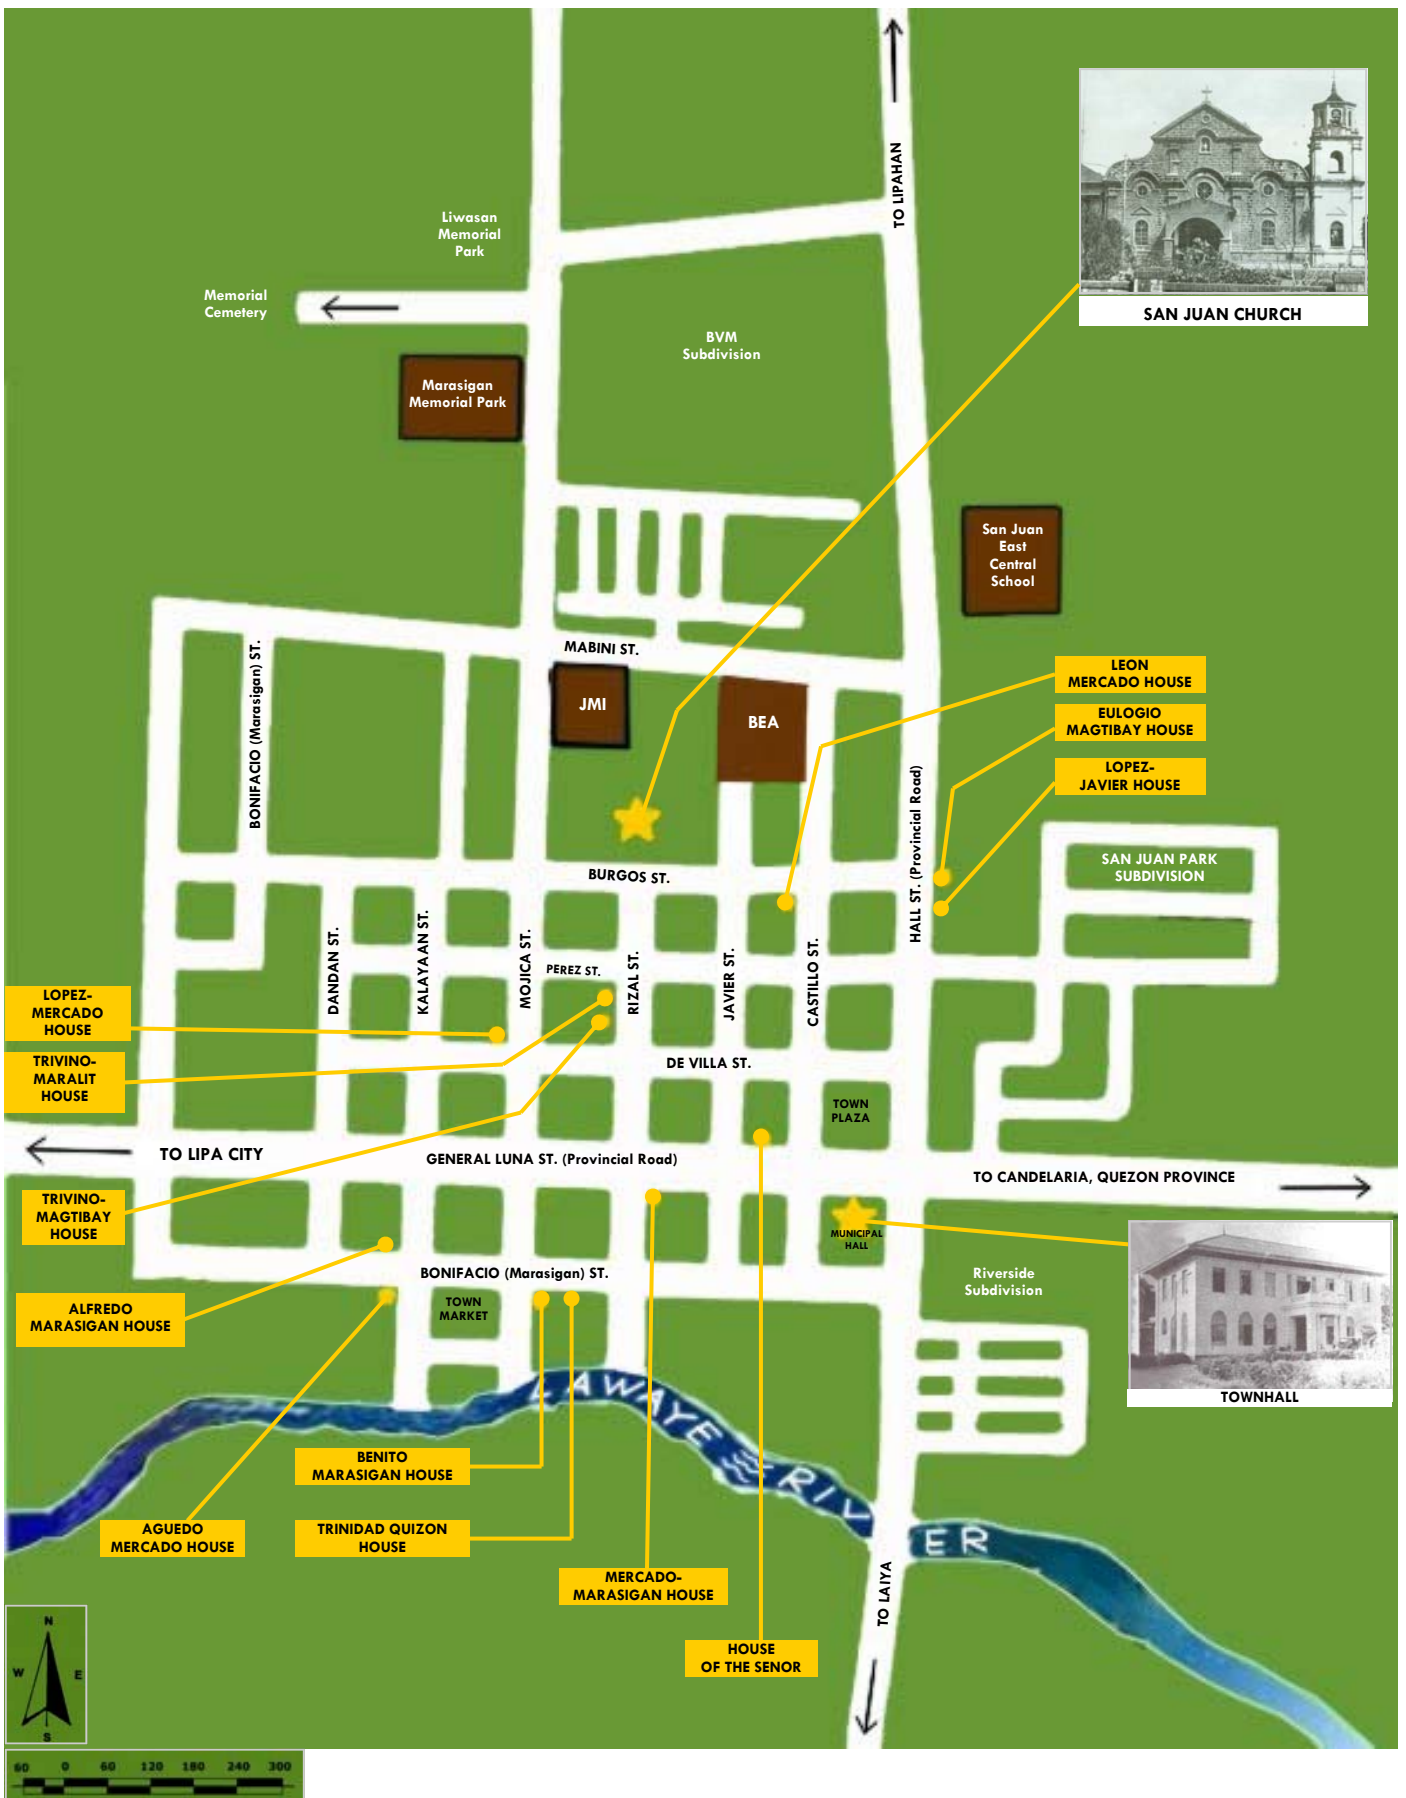 TO LIPAHAN
Liwasan
Memorial
Park
Memorial
Cemetery
SAN JUAN CHURCH
BVM
Subdivision
Marasigan
Memorial Park
San Juan
East
Central
School
MABINI ST.
BONIFACIO (Marasigan) ST.
JMI
BEA
LEON
MERCADO HOUSE
EULOGIO
MAGTIBAY HOUSE
LOPEZ-
JAVIER HOUSE
HALL ST. (Provincial Road)
SAN JUAN PARK
SUBDIVISION
BURGOS ST.
DANDAN ST.
KALAYAAN ST.
MOJICA ST.
PEREZ ST.
RIZAL ST.
JAVIER ST.
CASTILLO ST.
LOPEZ-
MERCADO
HOUSE
TRIVINO-
MARALIT
HOUSE
DE VILLA ST.
TOWN
PLAZA
TO LIPA CITY
GENERAL LUNA ST. (Provincial Road)
TO CANDELARIA, QUEZON PROVINCE
TRIVINO-
MAGTIBAY
HOUSE
MUNICIPAL
HALL
BONIFACIO (Marasigan) ST.
Riverside
Subdivision
TOWN
MARKET
ALFREDO
MARASIGAN HOUSE
TOWNHALL
LAWAYE RIVER
BENITO
MARASIGAN HOUSE
AGUEDO
MERCADO HOUSE
TRINIDAD QUIZON
HOUSE
MERCADO-
MARASIGAN HOUSE
TO LAIYA
HOUSE
OF THE SENOR
N
W E
S
60 0 60 120 180 240 300